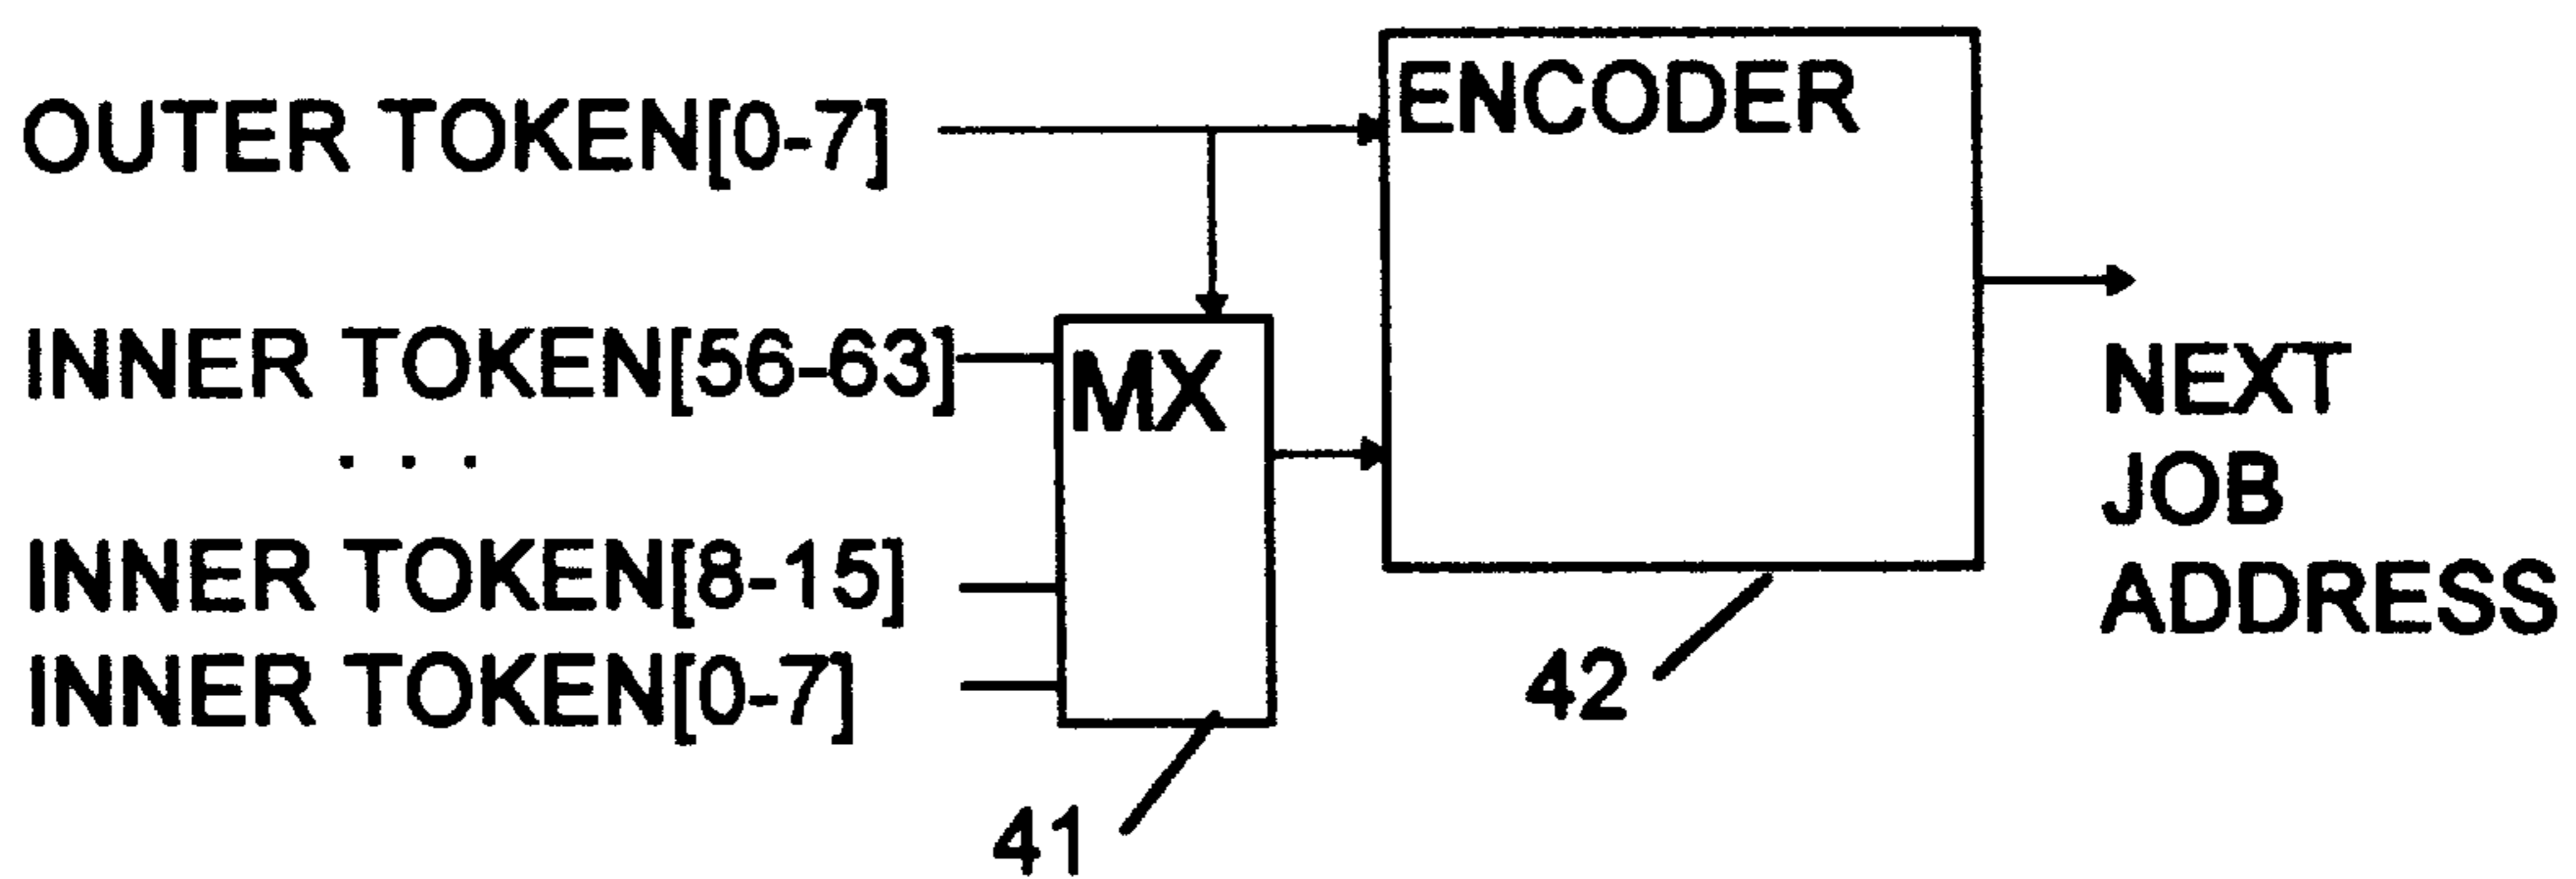 OUTER TOKEN[0-7]
ENCODER
INNER TOKEN[56-63]
MX
. . .
INNER TOKEN[8-15]
INNER TOKEN[0-7]
NEXT
JOB
ADDRESS
42
41